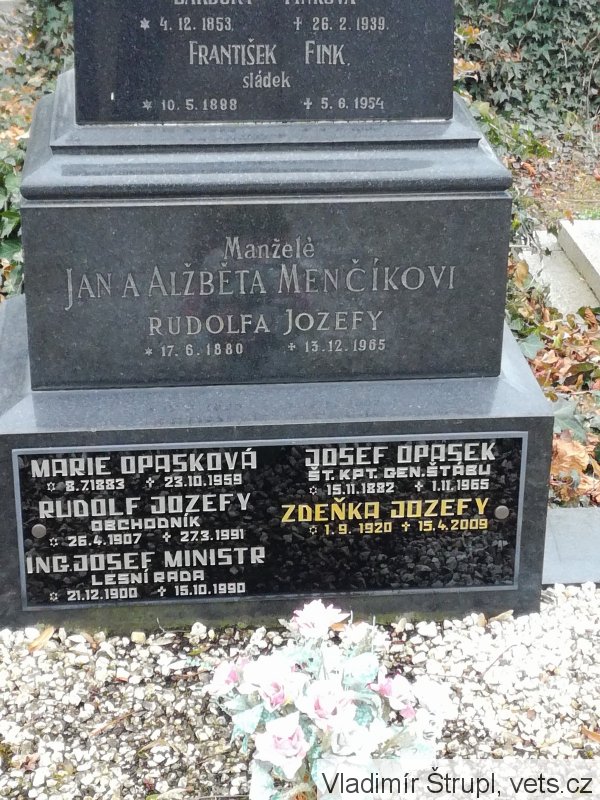 * 4.12.1853. + 26.2.1939.
FRANTIŠEK FINK,
sládek
* 10.5.1898 + 5.6.1954
Manželé
JAN A ALŽBĚTA MENČÍKOVI
RUDOLFA JOZEFY
* 17.6.1880 + 13.12.1965
MARIE OPASKOVÁ
* 8.71883 + 23.10.1959
RUDOLF JOZEFY
OBCHODNÍK
* 26.4.1907 + 27.3.1991
ING.JOSEF MINISTR
LESNÍ RADA
* 21.12.1900 + 15.10.1990
JOSEF OPASEK
ŠT. KPT. GEN. ŠTÁBU
* 15.11.1882 + 1.11.1965
ZDEŇKA JOZEFY
* 1.9.1920 + 15.4.2009
Vladimír Štrupl, vets.cz